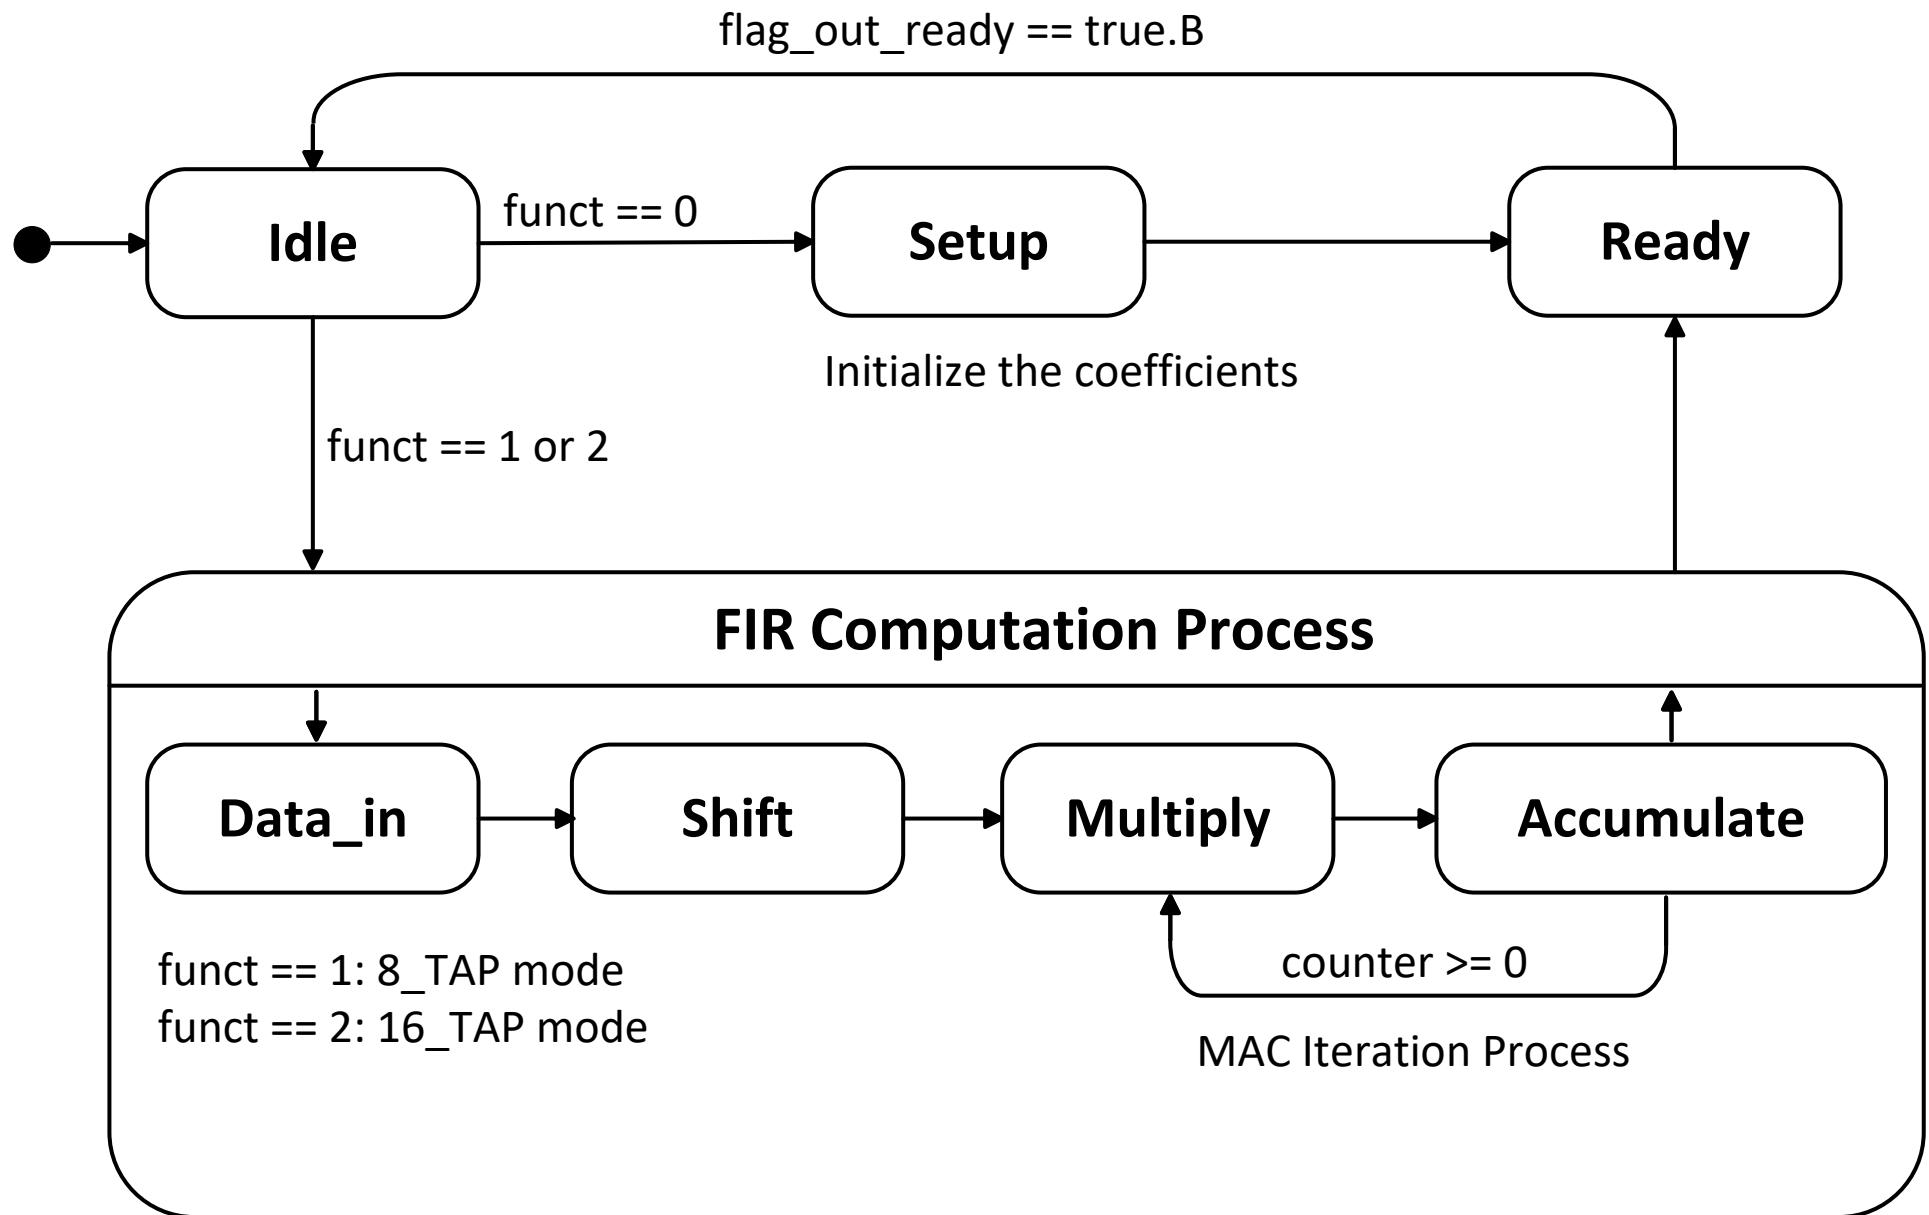 flag_out_ready == true.B
Idle
funct == 0
Setup
Ready
Initialize the coefficients
funct == 1 or 2
FIR Computation Process
Data_in
Shift
Multiply
Accumulate
funct == 1: 8_TAP mode
funct == 2: 16_TAP mode
counter >= 0
MAC Iteration Process